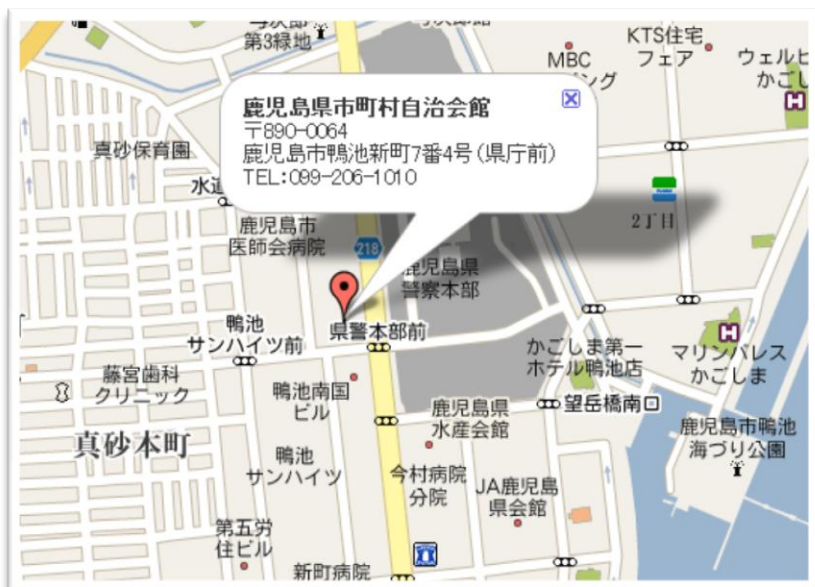 第3緑地
KTS住宅
フェア
MBC
ング
ウェルビ
かごし
鹿児島県市町村自治会館
〒890-0064
鹿児島市鴨池新町7番4号(県庁前)
TEL:099-206-1010
真砂保育園
水道
2丁目
鹿児島市
医師会病院
218
鹿児島県
警察本部
鴨池
サンハイツ前
県警本部前
かごしま第一
ホテル鴨池店
マリンパレス
かごしま
藤宮歯科
クリニック
鴨池南国
ビル
鹿児島県
水産会館
望岳橋南口
鹿児島市鴨池
海づり公園
真砂本町
鴨池
サンハイツ
今村病院
分院
JA鹿児島
県会館
第五労
住ビル
新町病院